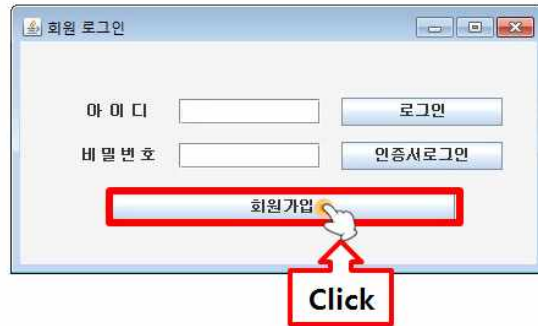 회원 로그인
아 이 디
로그인
비 밀 번 호
인증서로그인
회원가입
Click